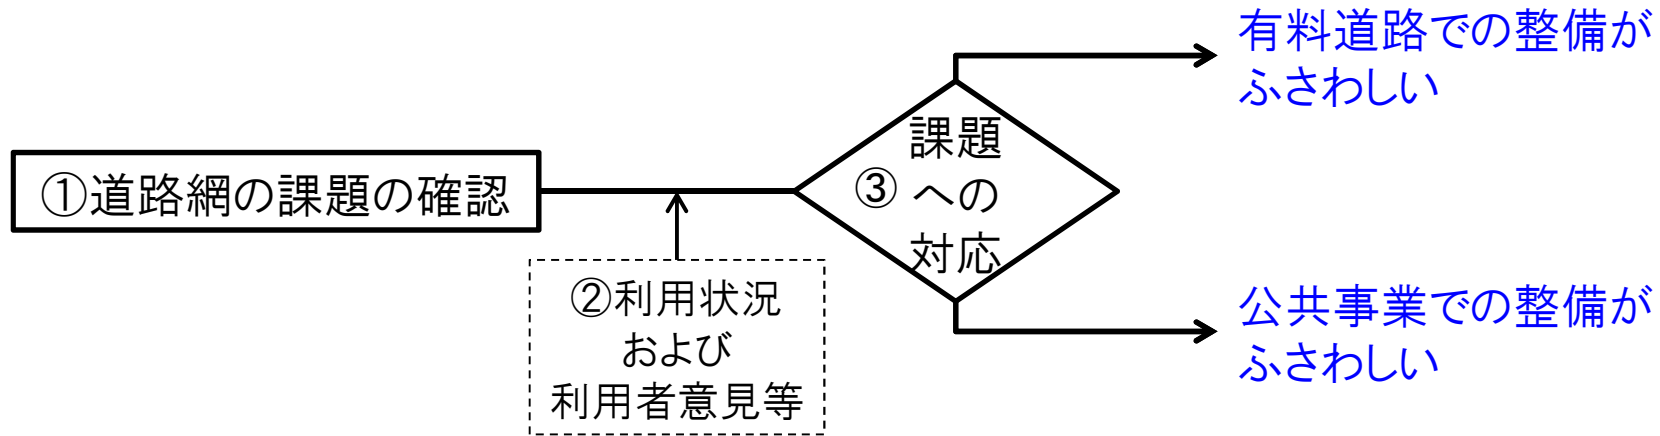 ①道路網の課題の確認
②利用状況
および
利用者意見等
③
課題
への
対応
有料道路での整備が
ふさわしい
公共事業での整備が
ふさわしい